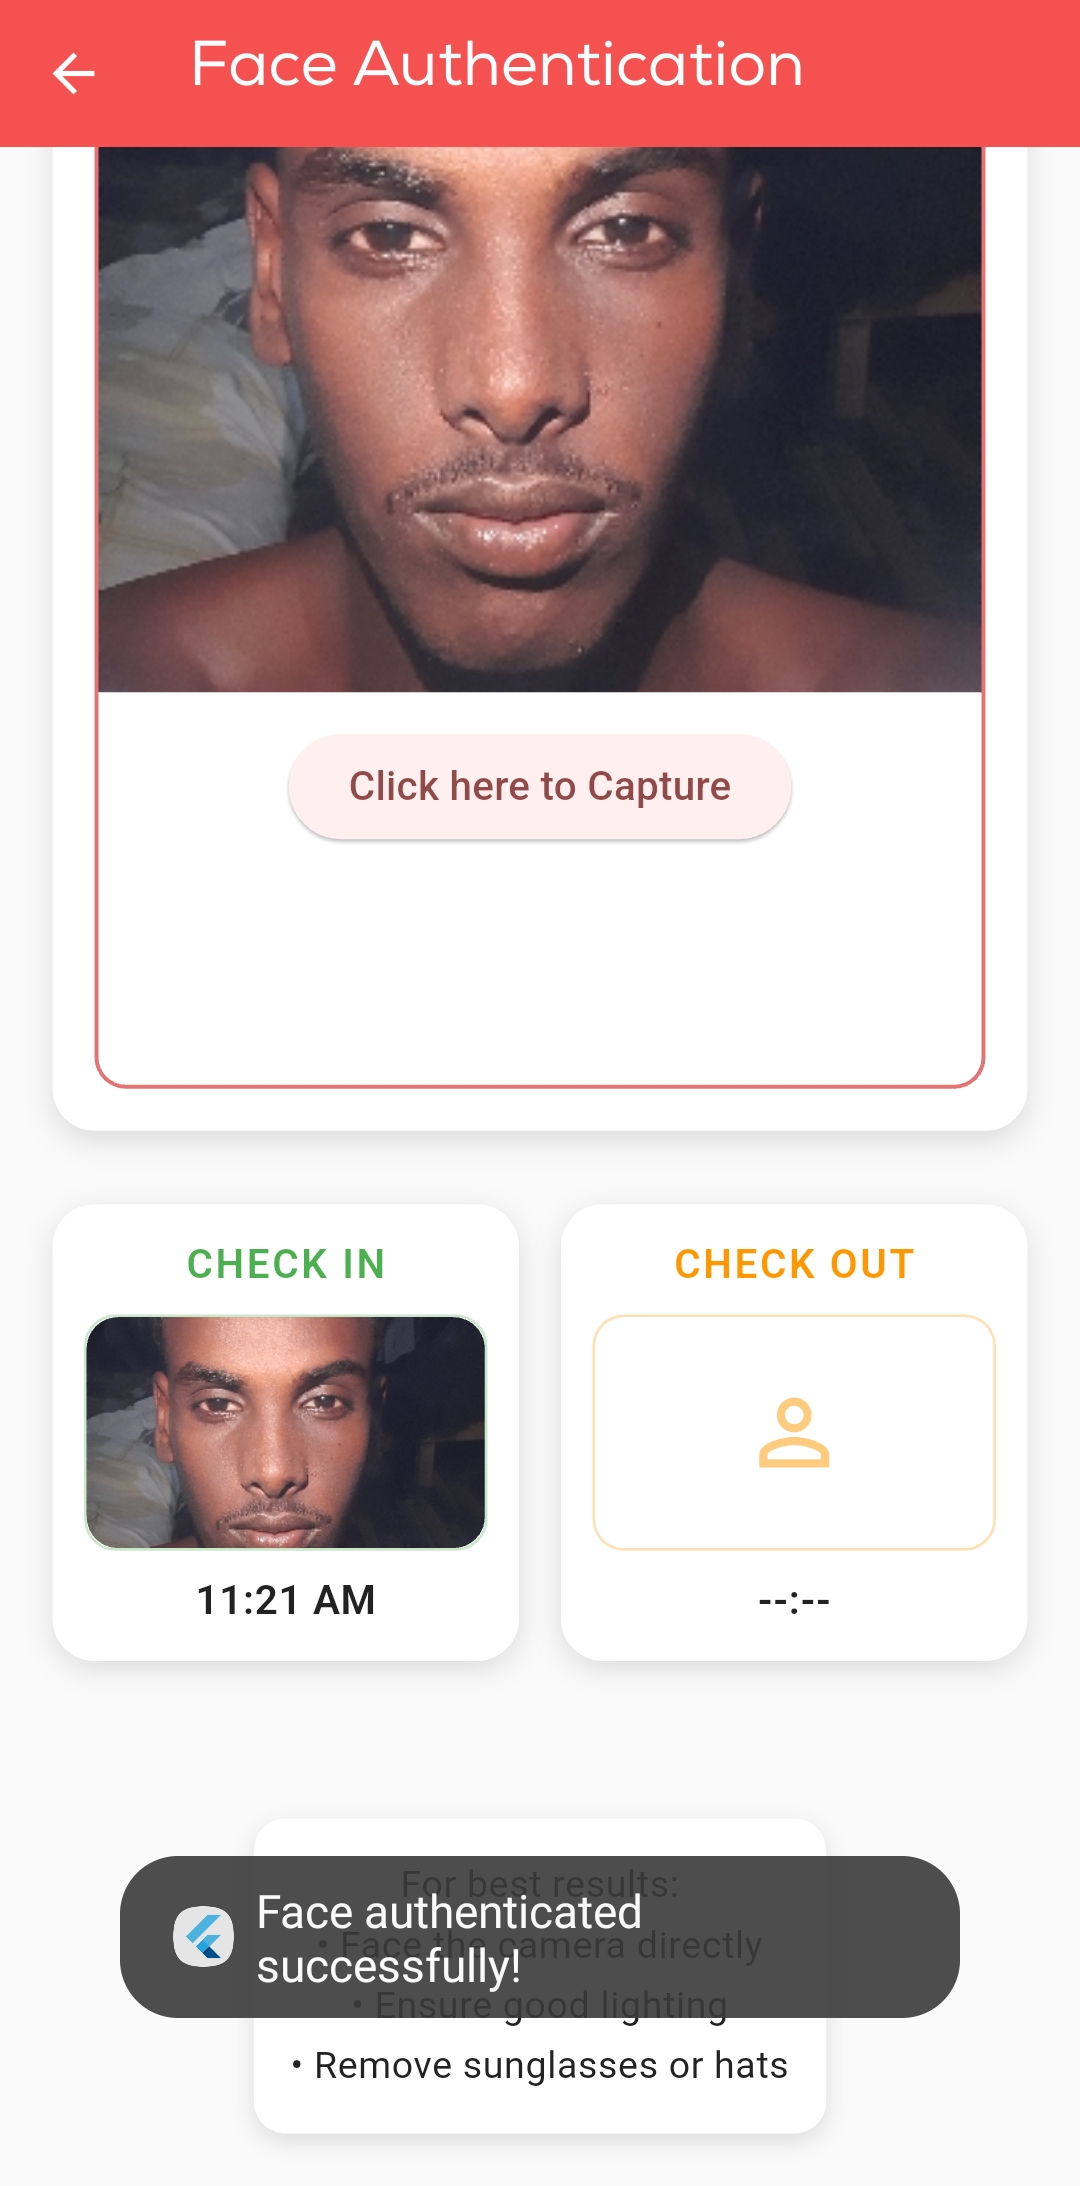 Face Authentication
Click here to Capture
CHECK IN
CHECK OUT
11:21 AM
--:--
For best results:
Face authenticated
• Face the camera directly
successfully!
• Ensure good lighting
• Remove sunglasses or hats